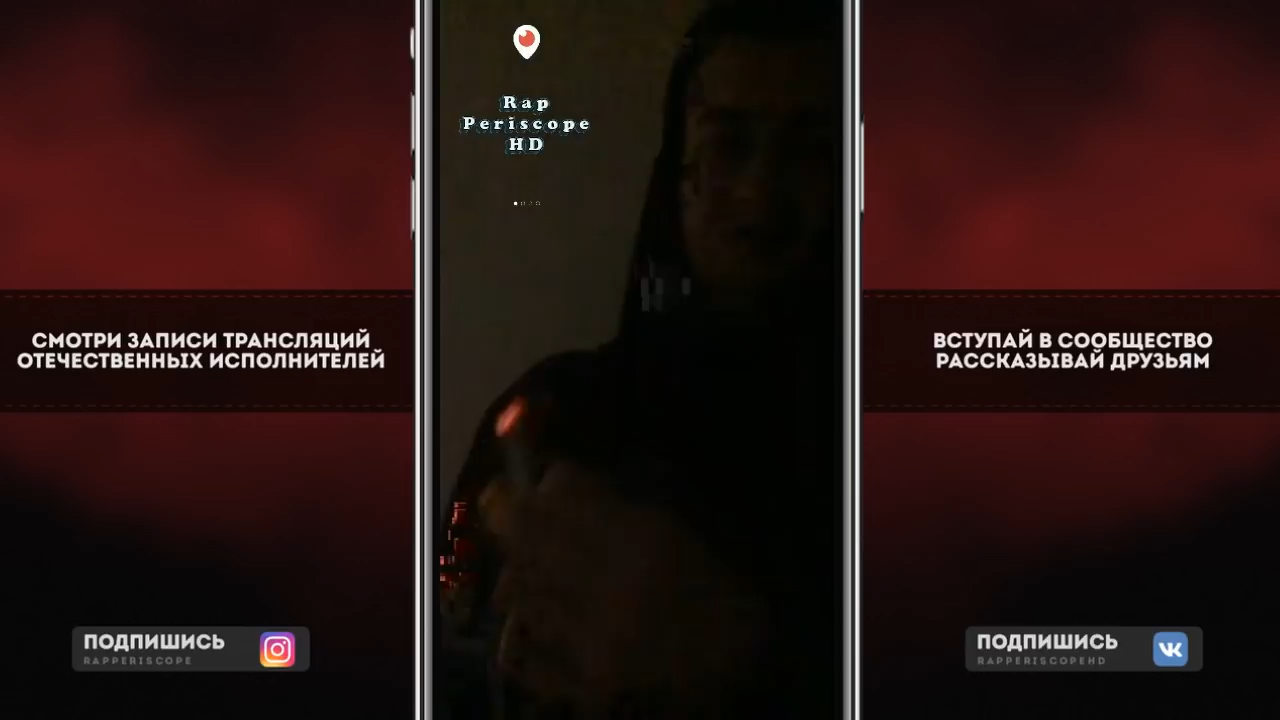 Rap
Periscope
HD
СМОТРИ ЗАПИСИ ТРАНСЛЯЦИЙ
ОТЕЧЕСТВЕННЫХ ИСПОЛНИТЕЛЕЙ
ВСТУПАЙ В СООБЩЕСТВО
РАССКАЗЫВАЙ ДРУЗЬЯМ
ПОДПИШИСЬ
RAPPERISCOPE
ПОДПИШИСЬ
RAPPERISCOPEHD